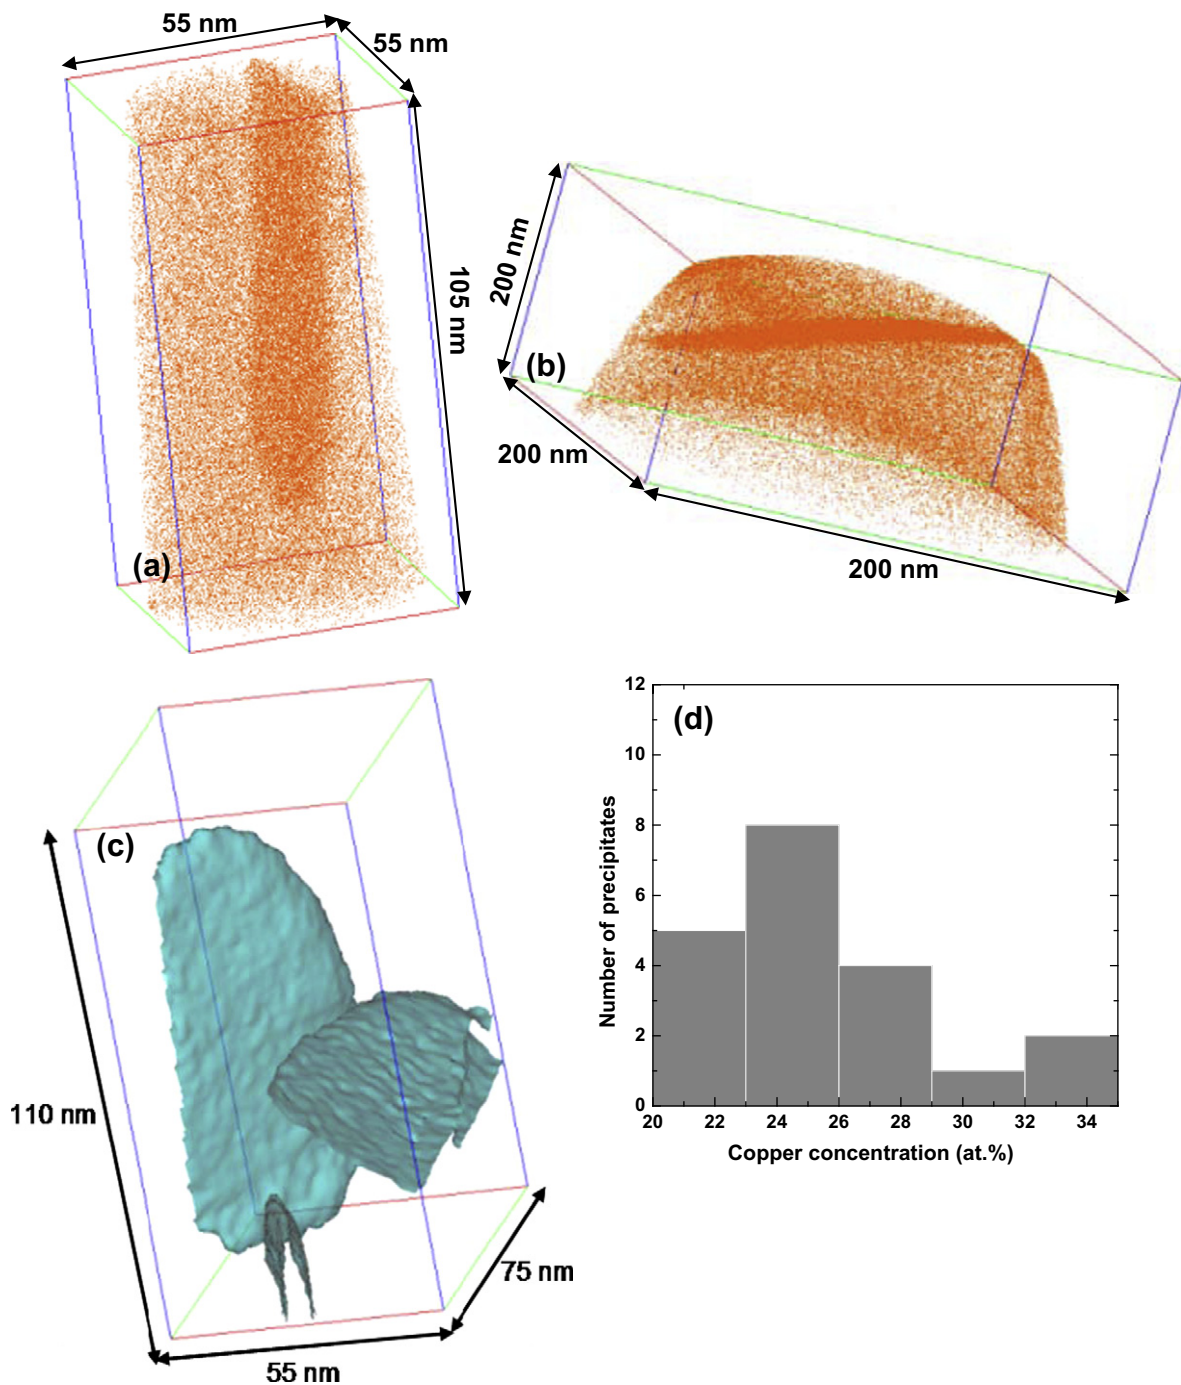 55 nm
55 nm
105 nm
(a)
200 nm
(b)
200 nm
200 nm
(c)
110 nm
75 nm
55 nm
(d)
12
10
8
6
4
2
0
Number of precipitates
20 22 24 26 28 30 32 34
Copper concentration (at.%)